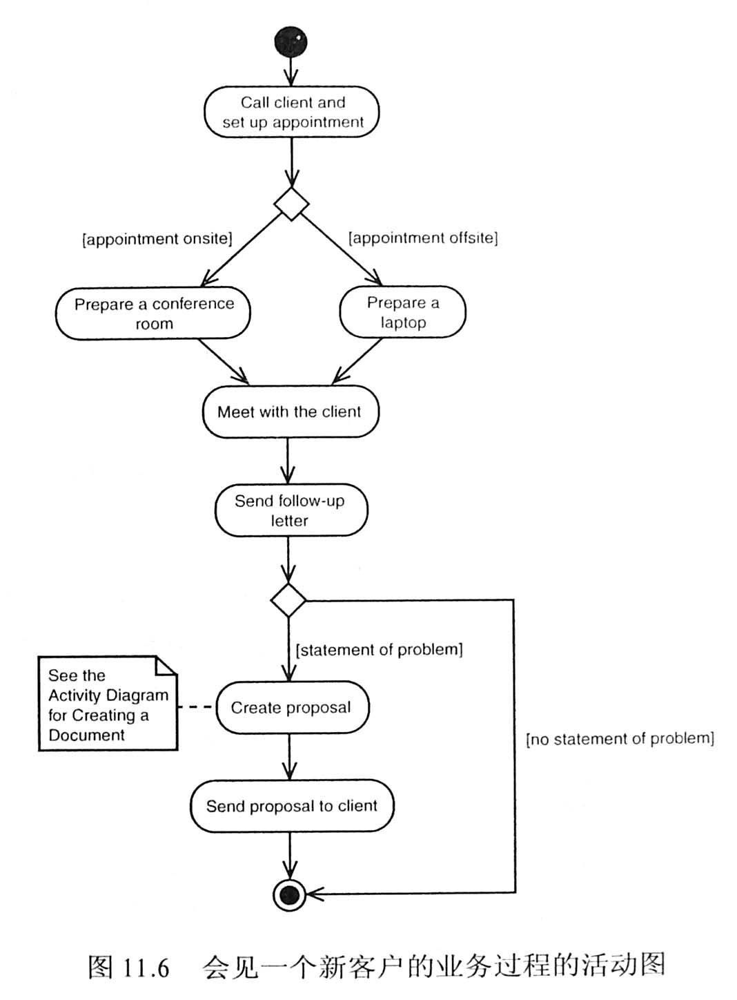 Call client and
set up appointment
[appointment onsite]
[appointment offsite]
Prepare a conference
room
Prepare a
laptop
Meet with the client
Send follow-up
letter
[statement of problem]
See the
Activity Diagram
for Creating a
Document
Create proposal
[no statement of problem]
Send proposal to client
图 11.6 会见一个新客户的业务过程的活动图